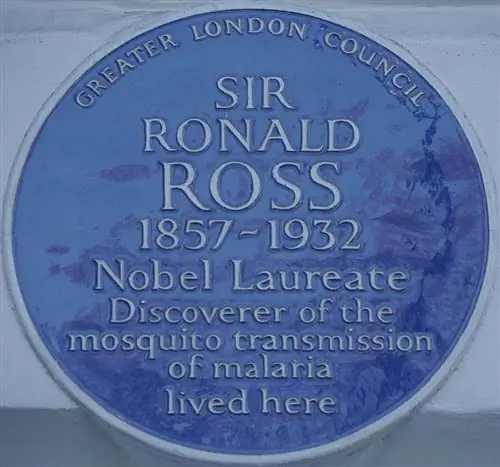 GREATER LONDON COUNCIL
SIR
RONALD
ROSS
1857~1932
Nobel Laureate
Discoverer of the
mosquito transmission
of malaria
lived here